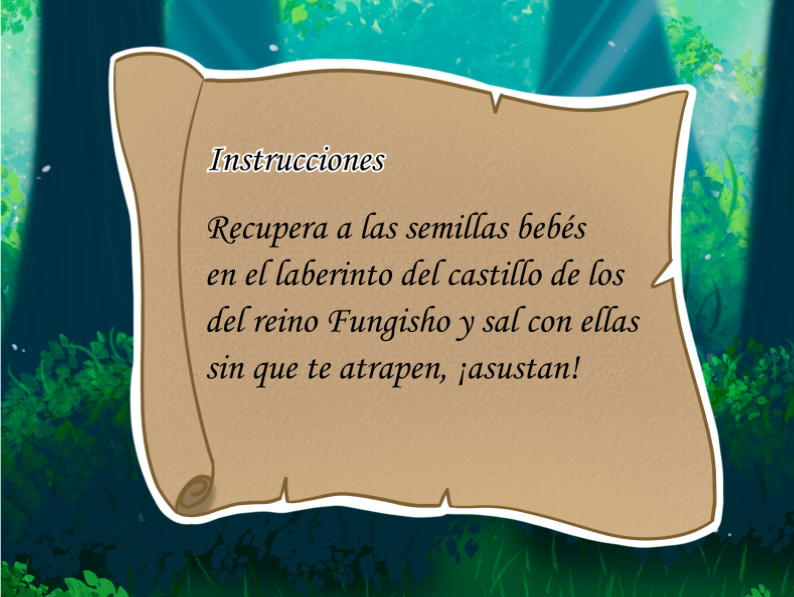 Instrucciones
Recupera a las semillas bebés
en el laberinto del castillo de los
del reino Fungisho y sal con ellas
sin que te atrapen, ¡asustan!